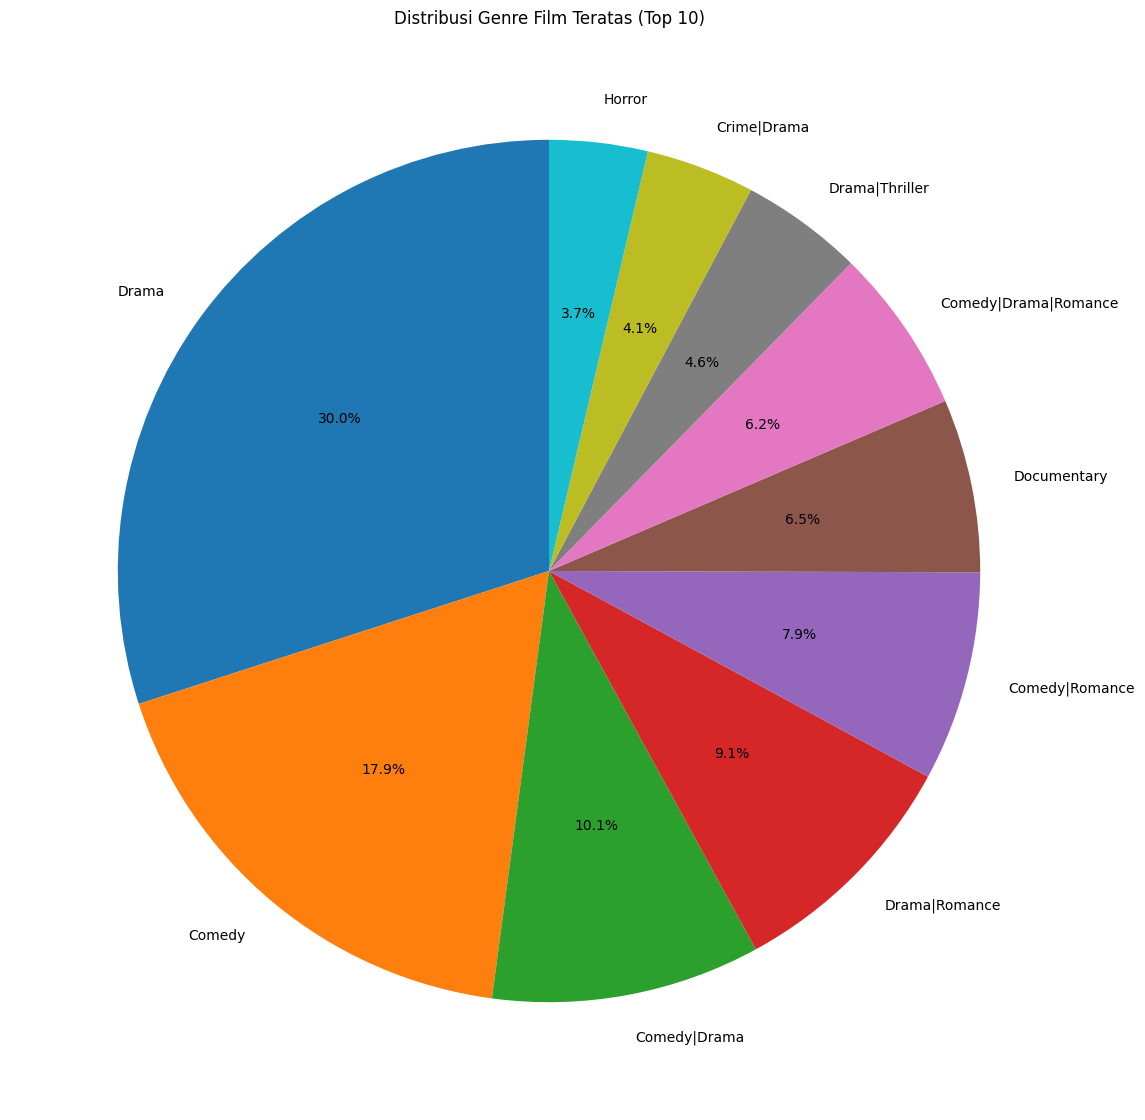 Distribusi Genre Film Teratas (Top 10)
Horror
Crime|Drama
Drama|Thriller
Drama
Comedy|Drama|Romance
3.7%
4.1%
4.6%
30.0%
6.2%
Documentary
6.5%
7.9%
Comedy|Romance
9.1%
17.9%
10.1%
Drama|Romance
Comedy
Comedy|Drama